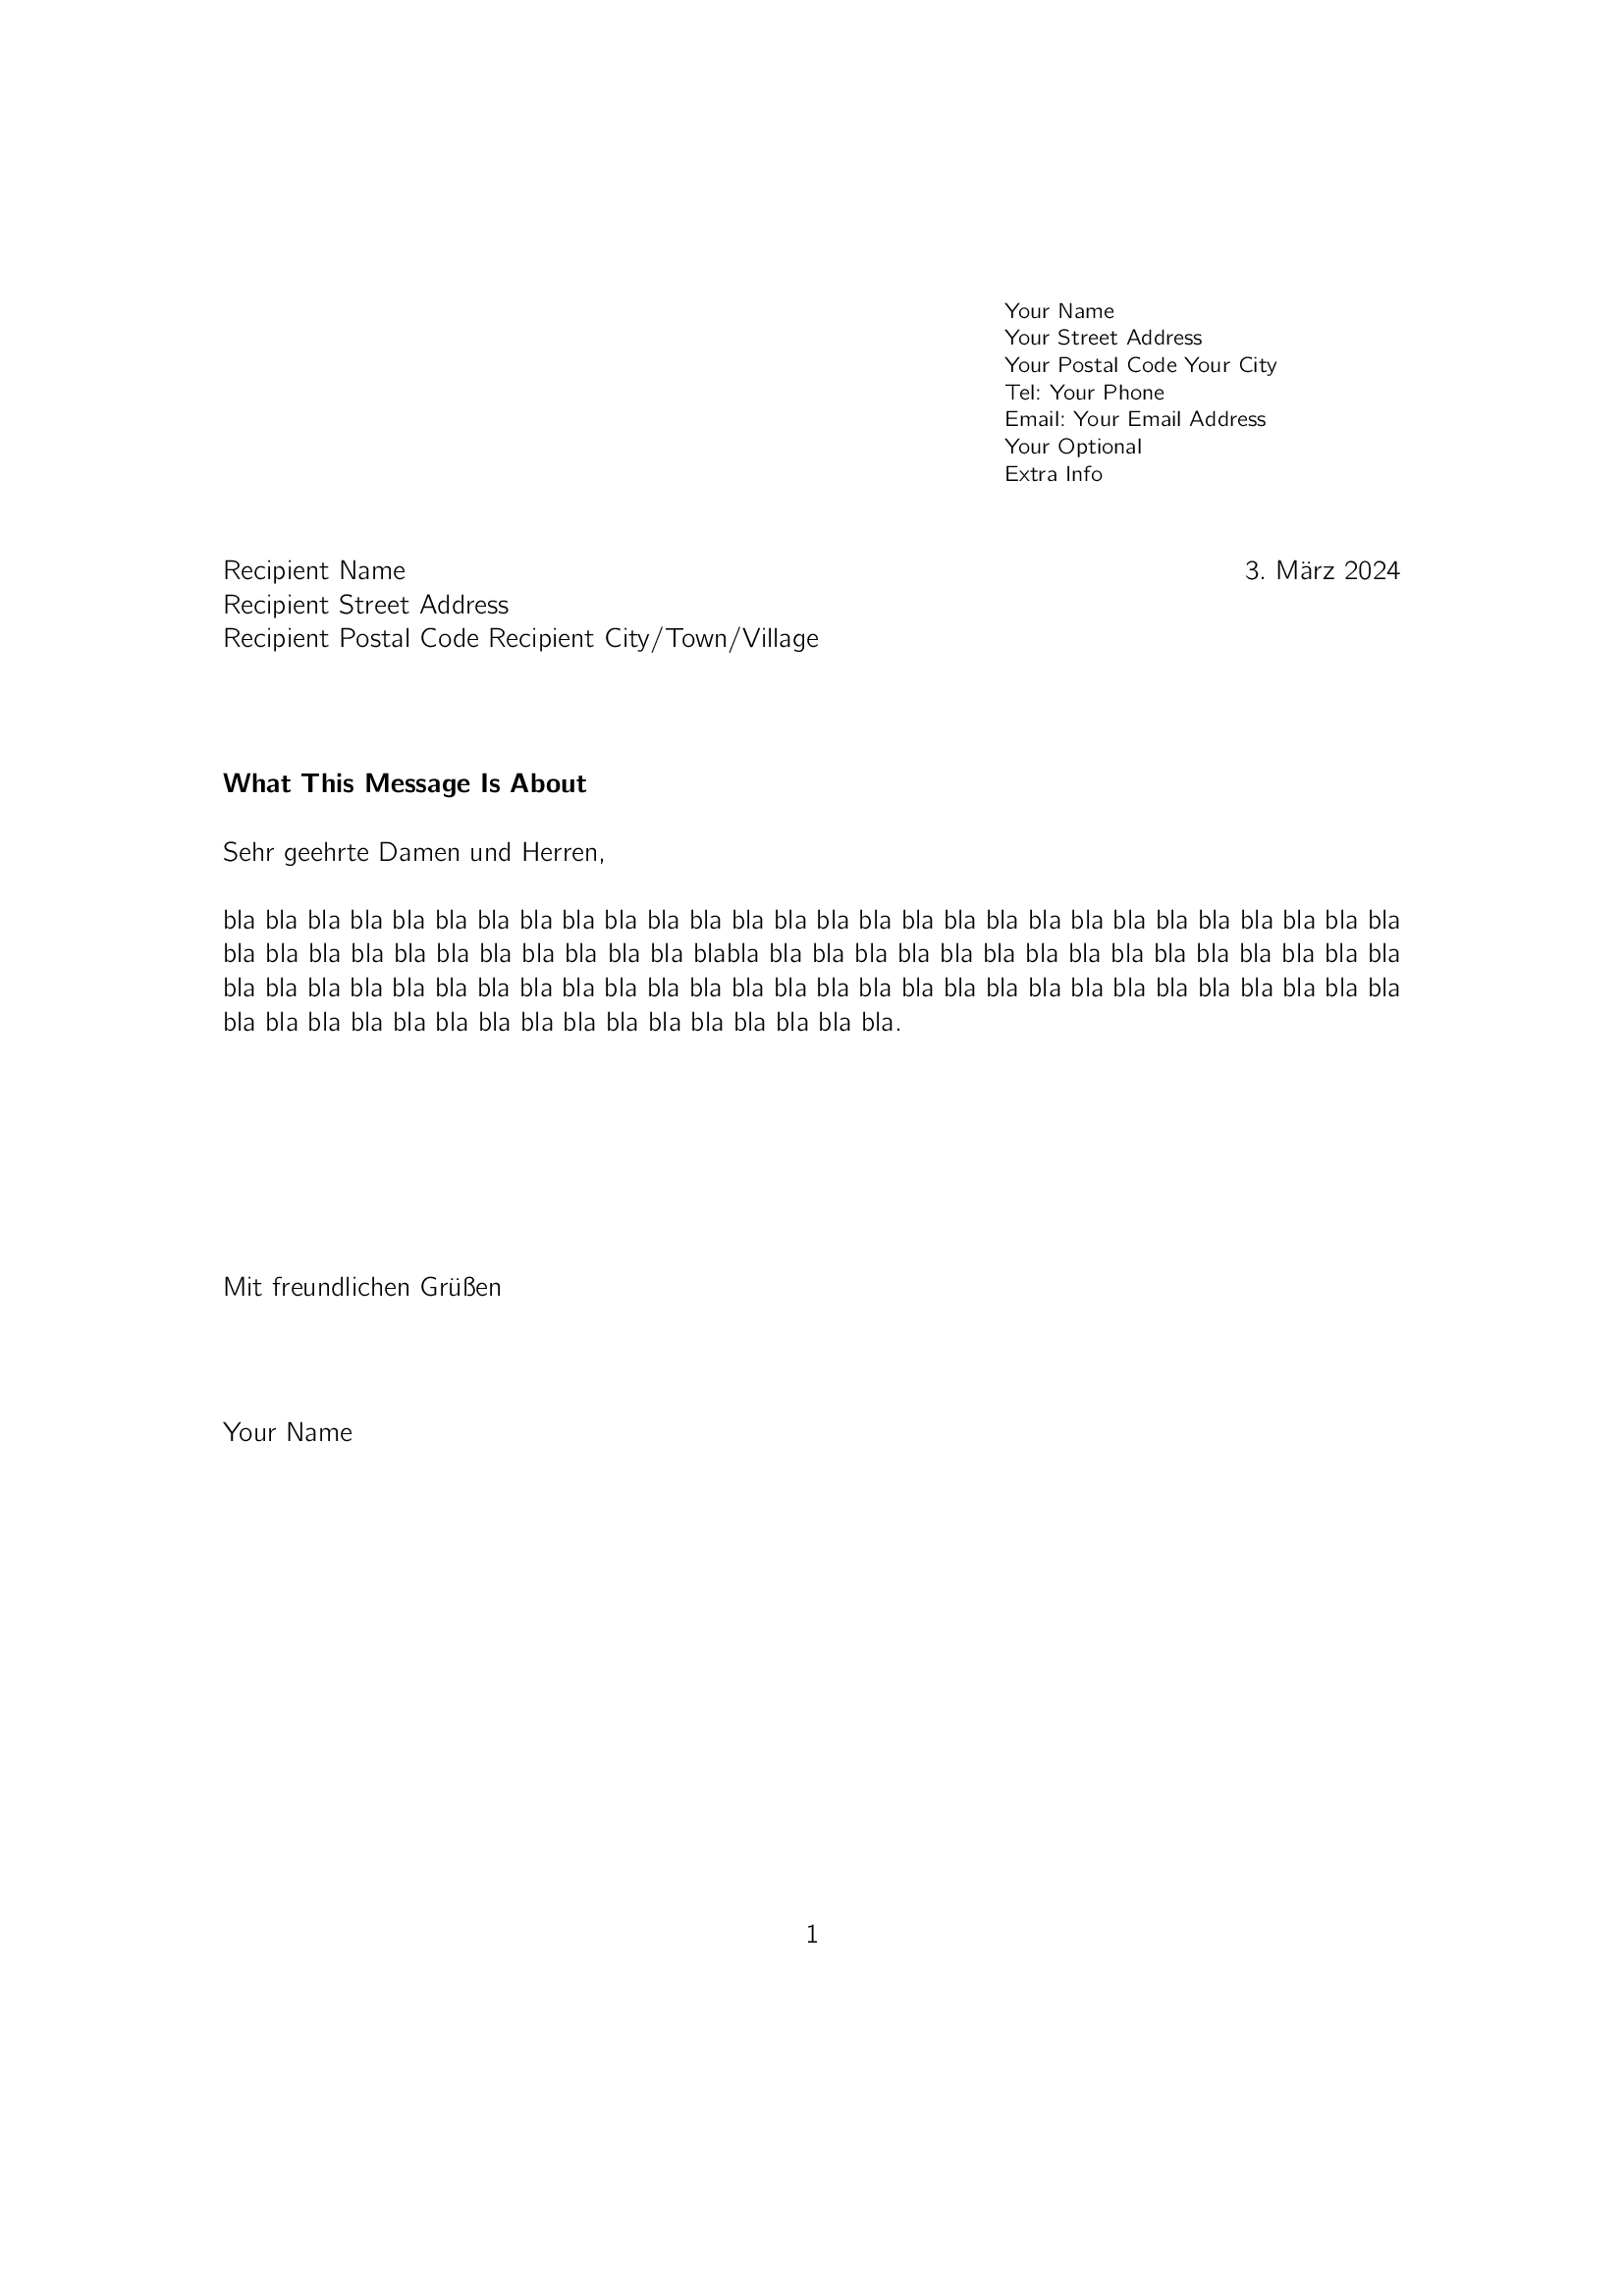 Your Name
Your Street Address
Your Postal Code Your City
Tel: Your Phone
Email: Your Email Address
Your Optional
Extra Info
Recipient Name 3. März 2024
Recipient Street Address
Recipient Postal Code Recipient City/Town/Village
What This Message Is About
Sehr geehrte Damen und Herren,
bla bla bla bla bla bla bla bla bla bla bla bla bla bla bla bla bla bla bla bla bla bla bla bla bla bla bla bla
bla bla bla bla bla bla bla bla bla bla bla blabla bla bla bla bla bla bla bla bla bla bla bla bla bla bla bla
bla bla bla bla bla bla bla bla bla bla bla bla bla bla bla bla bla bla bla bla bla bla bla bla bla bla bla bla
bla bla bla bla bla bla bla bla bla bla bla bla bla bla bla bla.
Mit freundlichen Grüßen
Your Name
1